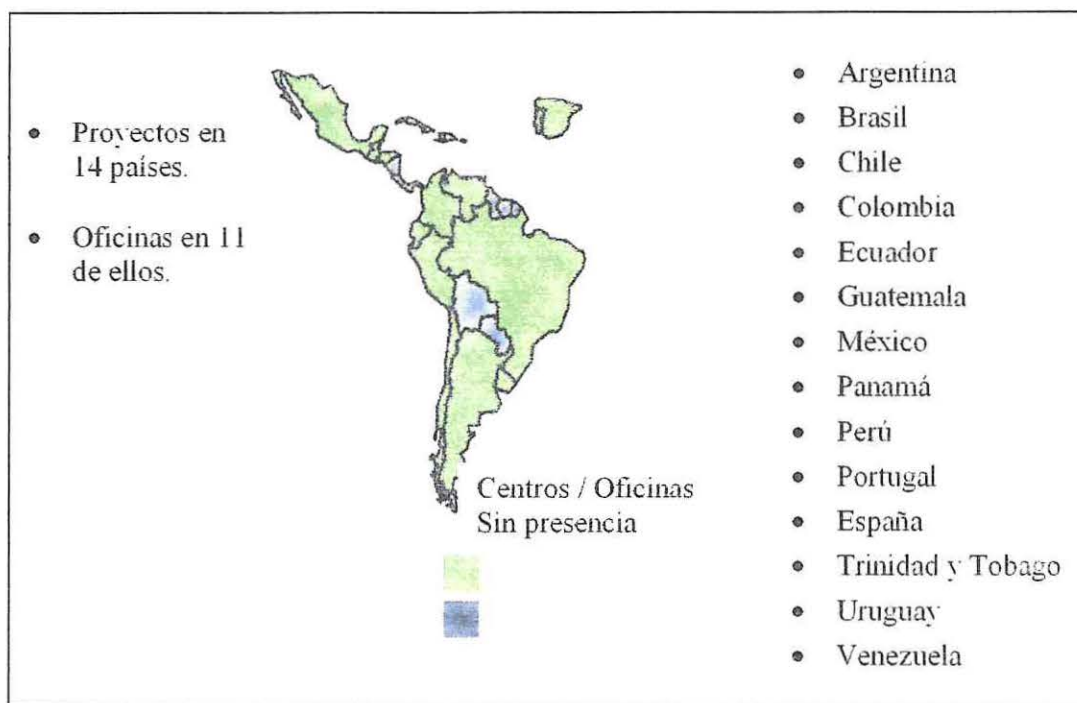 • Proyectos en
14 países.
• Oficinas en 11
de ellos.
Centros / Oficinas
Sin presencia
• Argentina
• Brasil
• Chile
• Colombia
• Ecuador
• Guatemala
• México
• Panamá
• Perú
• Portugal
• España
• Trinidad y Tobago
• Uruguay
• Venezuela